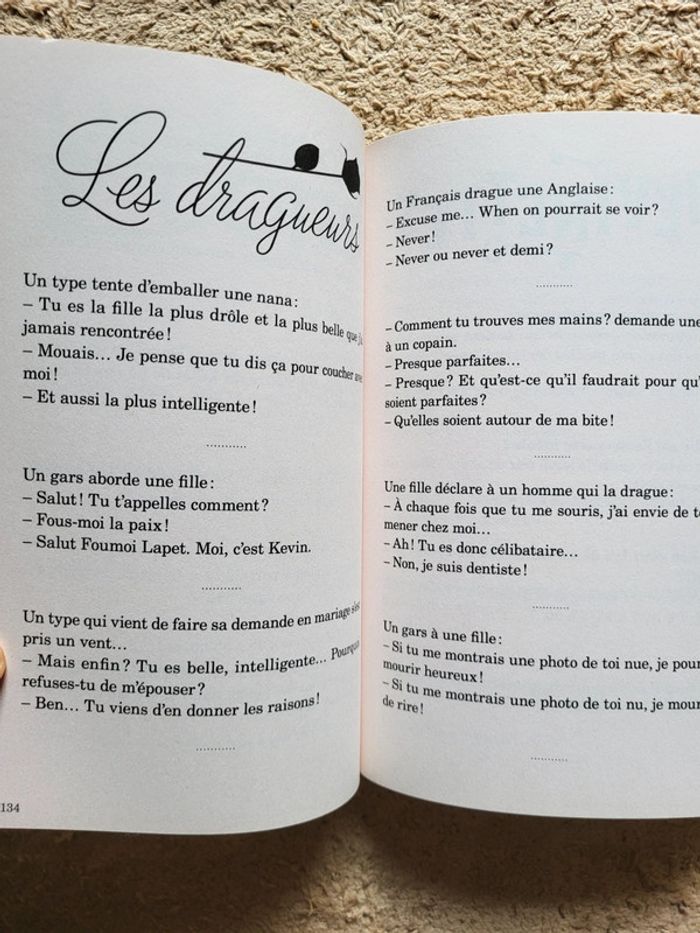 Les dragueurs
Un type tente d'emballer une nana :
– Tu es la fille la plus drôle et la plus belle que j'ai
jamais rencontrée !
– Mouais… Je pense que tu dis ça pour coucher avec
moi !
– Et aussi la plus intelligente !
Un gars aborde une fille :
– Salut ! Tu t'appelles comment ?
– Fous-moi la paix !
– Salut Foumoi Lapet. Moi, c'est Kevin.
Un type qui vient de faire sa demande en mariage s'est
pris un vent…
– Mais enfin ? Tu es belle, intelligente… Pourquoi
refuses-tu de m'épouser ?
– Ben… Tu viens d'en donner les raisons !
134
Un Français drague une Anglaise :
– Excuse me… When on pourrait se voir ?
– Never !
– Never ou never et demi ?
– Comment tu trouves mes mains ? demande une
à un copain.
– Presque parfaites…
– Presque ? Et qu'est-ce qu'il faudrait pour qu'
soient parfaites ?
– Qu'elles soient autour de ma bite !
Une fille déclare à un homme qui la drague :
– À chaque fois que tu me souris, j'ai envie de
mener chez moi…
– Ah ! Tu es donc célibataire…
– Non, je suis dentiste !
Un gars à une fille :
– Si tu me montrais une photo de toi nue, je
mourir heureux !
– Si tu me montrais une photo de toi nu, je
de rire !